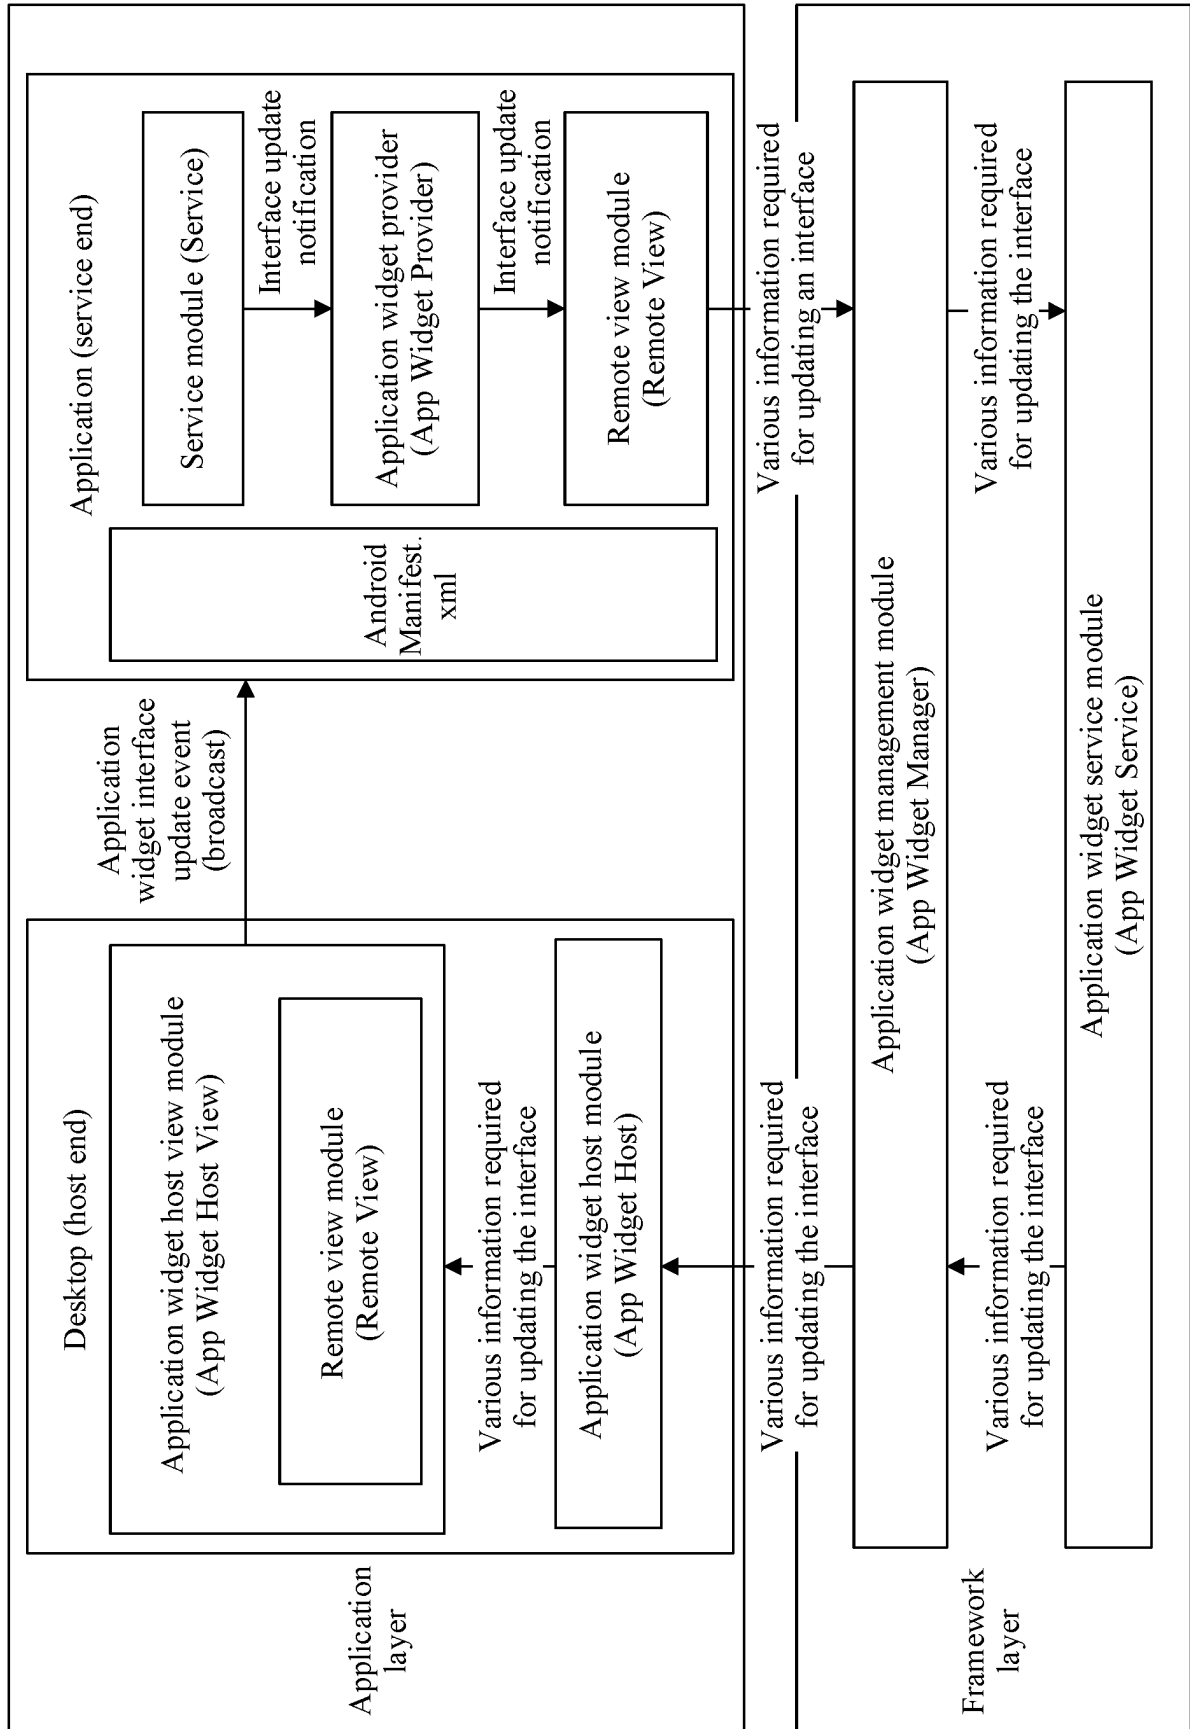 Application
layer
Desktop (host end)
Application widget host view module
(App Widget Host View)
Remote view module
(Remote View)
Various information required
for updating the interface
Application widget host module
(App Widget Host)
Application
widget interface
update event
(broadcast)
Application (service end)
Android
Manifest.
xml
Service module (Service)
Interface update
notification
Application widget provider
(App Widget Provider)
Interface update
notification
Remote view module
(Remote View)
Various information required
for updating the interface
Various information required
for updating an interface
Framework
layer
Application widget management module
(App Widget Manager)
Various information required
for updating the interface
Various information required
for updating the interface
Application widget service module
(App Widget Service)